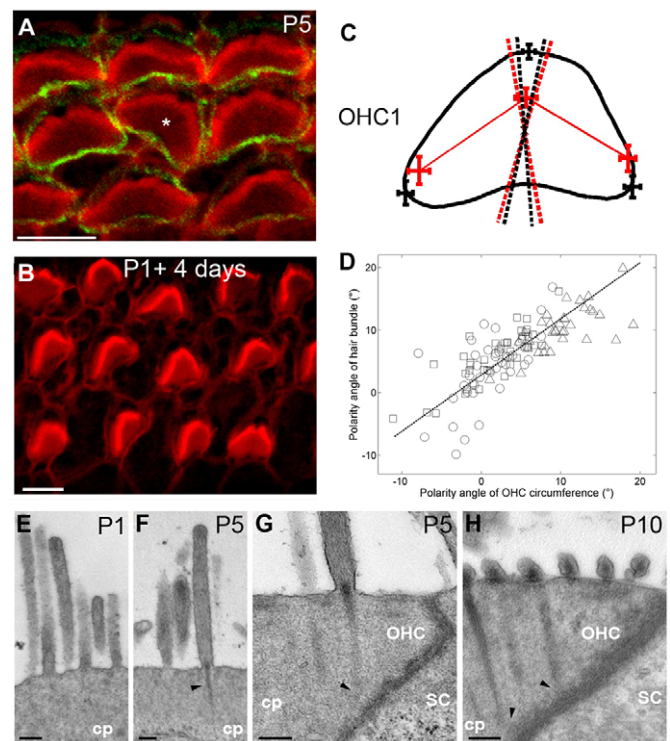 A P5
C
OHC1
*
B P1+ 4 days
D
20
10
0
-10
Polarity angle of hair bundle (°)
-10 0 10 20
Polarity angle of OHC circumference (°)
E P1
F P5
G P5
H P10
OHC
OHC
cp
cp
cp
SC
cp
SC